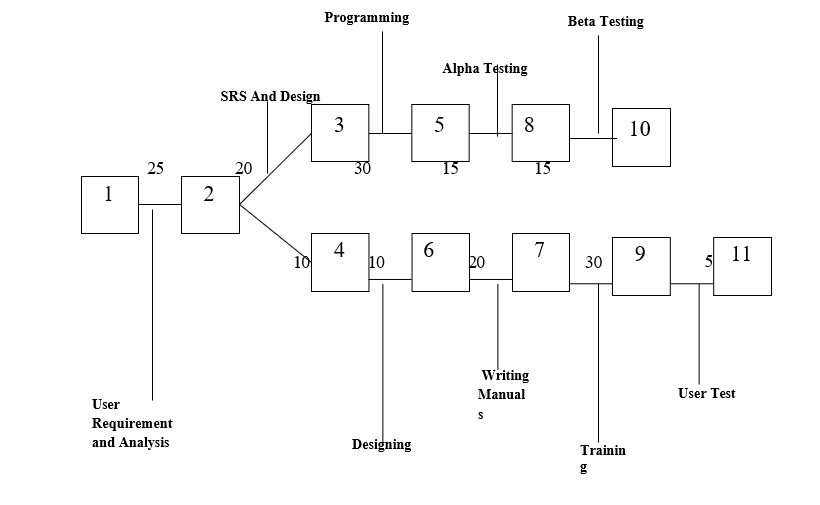 Programming
Beta Testing
Alpha Testing
SRS And Design
3
5
8
10
25
20
30
15
15
1
2
4
6
7
9
11
10
10
20
30
5
Writing
Manual
s
User Test
User
Requirement
and Analysis
Designing
Trainin
g